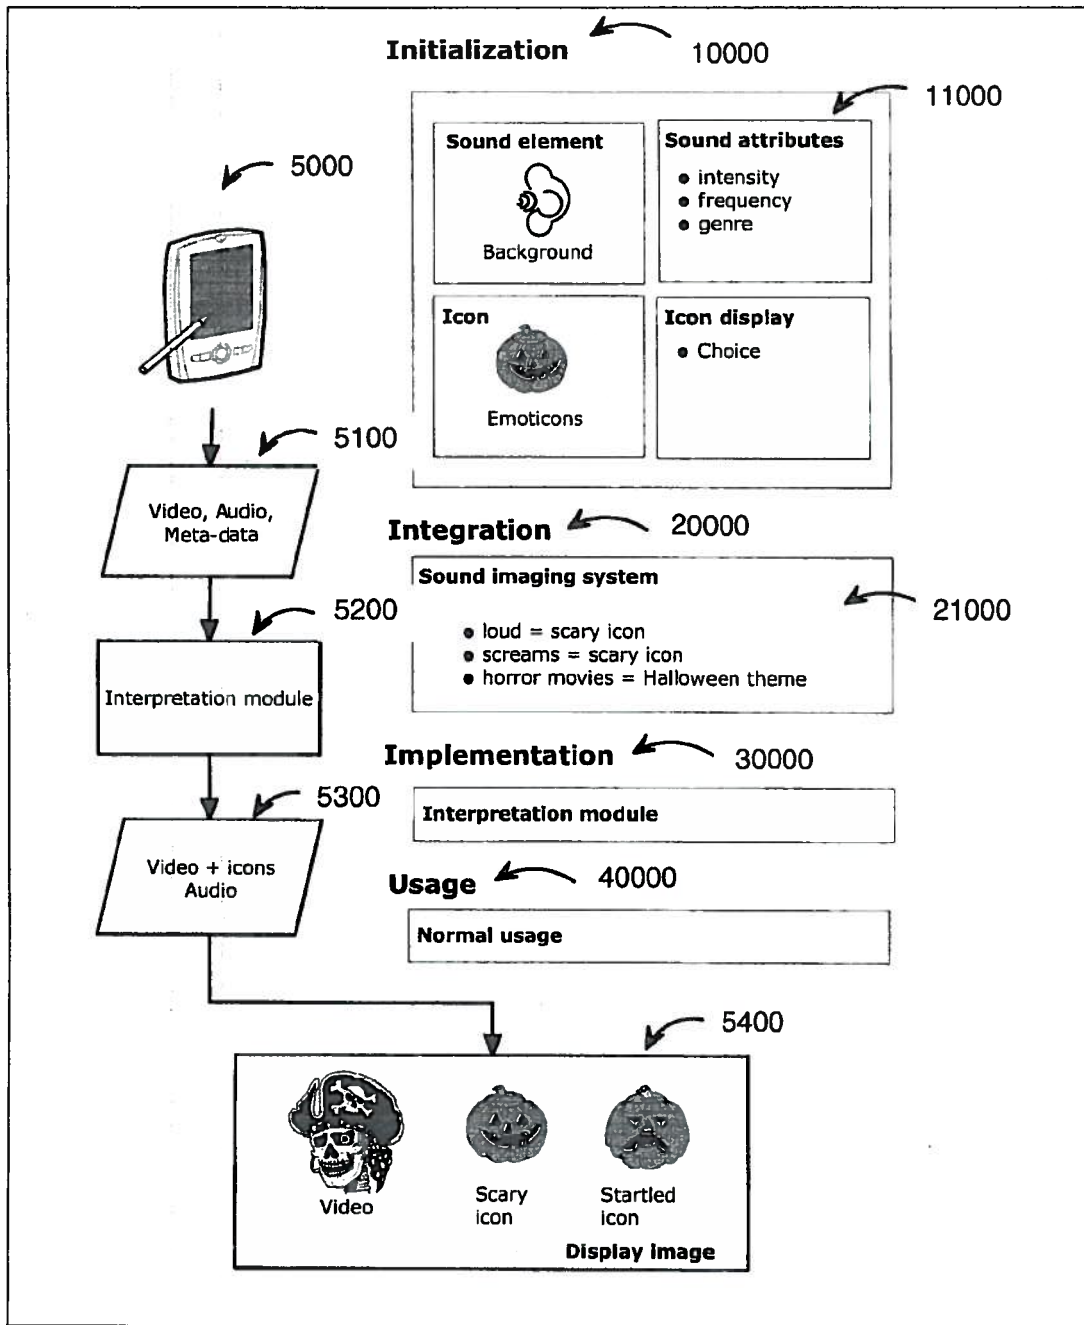 Initialization
10000
11000
Sound element
Background
Sound attributes
● intensity
● frequency
● genre
Icon
Emoticons
Icon display
● Choice
5000
5100
Video, Audio,
Meta-data
5200
Interpretation module
5300
Video + icons
Audio
Integration
20000
Sound imaging system
21000
● loud = scary icon
● screams = scary icon
● horror movies = Halloween theme
Implementation
30000
Interpretation module
Usage
40000
Normal usage
5400
Video
Scary
icon
Startled
icon
Display image